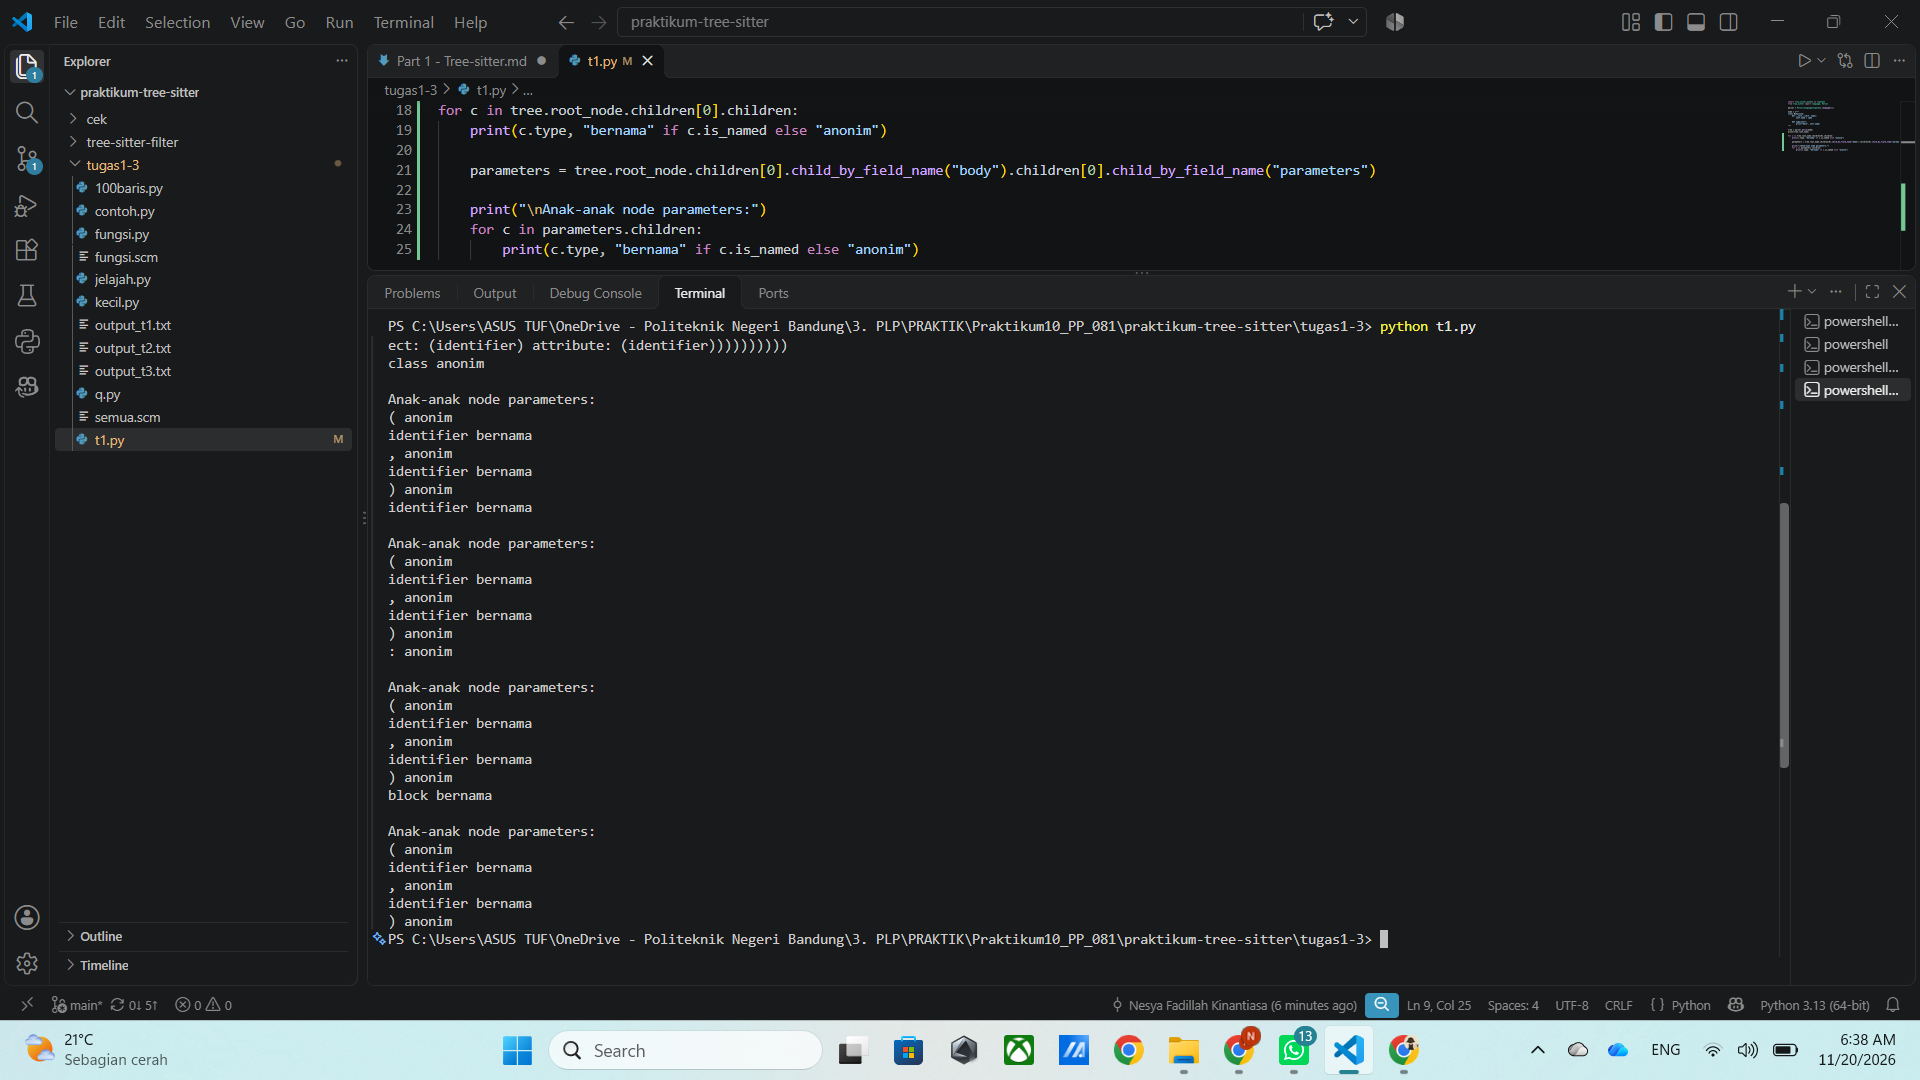 File Edit Selection View Go Run Terminal Help
praktikum-tree-sitter
Explorer
praktikum-tree-sitter
cek
tree-sitter-filter
tugas1-3
100baris.py
contoh.py
fungsi.py
fungsi.scm
jelajah.py
kecil.py
output_t1.txt
output_t2.txt
output_t3.txt
q.py
semua.scm
t1.py M
Outline
Timeline
Part 1 - Tree-sitter.md
t1.py M
tugas1-3 > t1.py > ...
18 for c in tree.root_node.children[0].children:
19 print(c.type, "bernama" if c.is_named else "anonim")
20
21 parameters = tree.root_node.children[0].child_by_field_name("body").children[0].child_by_field_name("parameters")
22
23 print("\nAnak-anak node parameters:")
24 for c in parameters.children:
25 print(c.type, "bernama" if c.is_named else "anonim")
Problems Output Debug Console Terminal Ports
PS C:\Users\ASUS TUF\OneDrive - Politeknik Negeri Bandung\3. PLP\PRAKTIK\Praktikum10_PP_081\praktikum-tree-sitter\tugas1-3> python t1.py
ect: (identifier) attribute: (identifier))))))))))
class anonim
Anak-anak node parameters:
( anonim
identifier bernama
, anonim
identifier bernama
) anonim
identifier bernama
Anak-anak node parameters:
( anonim
identifier bernama
, anonim
identifier bernama
) anonim
: anonim
Anak-anak node parameters:
( anonim
identifier bernama
, anonim
identifier bernama
) anonim
block bernama
Anak-anak node parameters:
( anonim
identifier bernama
, anonim
identifier bernama
) anonim
PS C:\Users\ASUS TUF\OneDrive - Politeknik Negeri Bandung\3. PLP\PRAKTIK\Praktikum10_PP_081\praktikum-tree-sitter\tugas1-3>
powershell...
powershell
powershell...
powershell...
main* 0↓ 5↑ 0 0
Nesya Fadillah Kinantiasa (6 minutes ago) Ln 9, Col 25 Spaces: 4 UTF-8 CRLF { } Python Python 3.13 (64-bit)
21°C
Sebagian cerah
Search
N
13
ENG
6:38 AM
11/20/2026